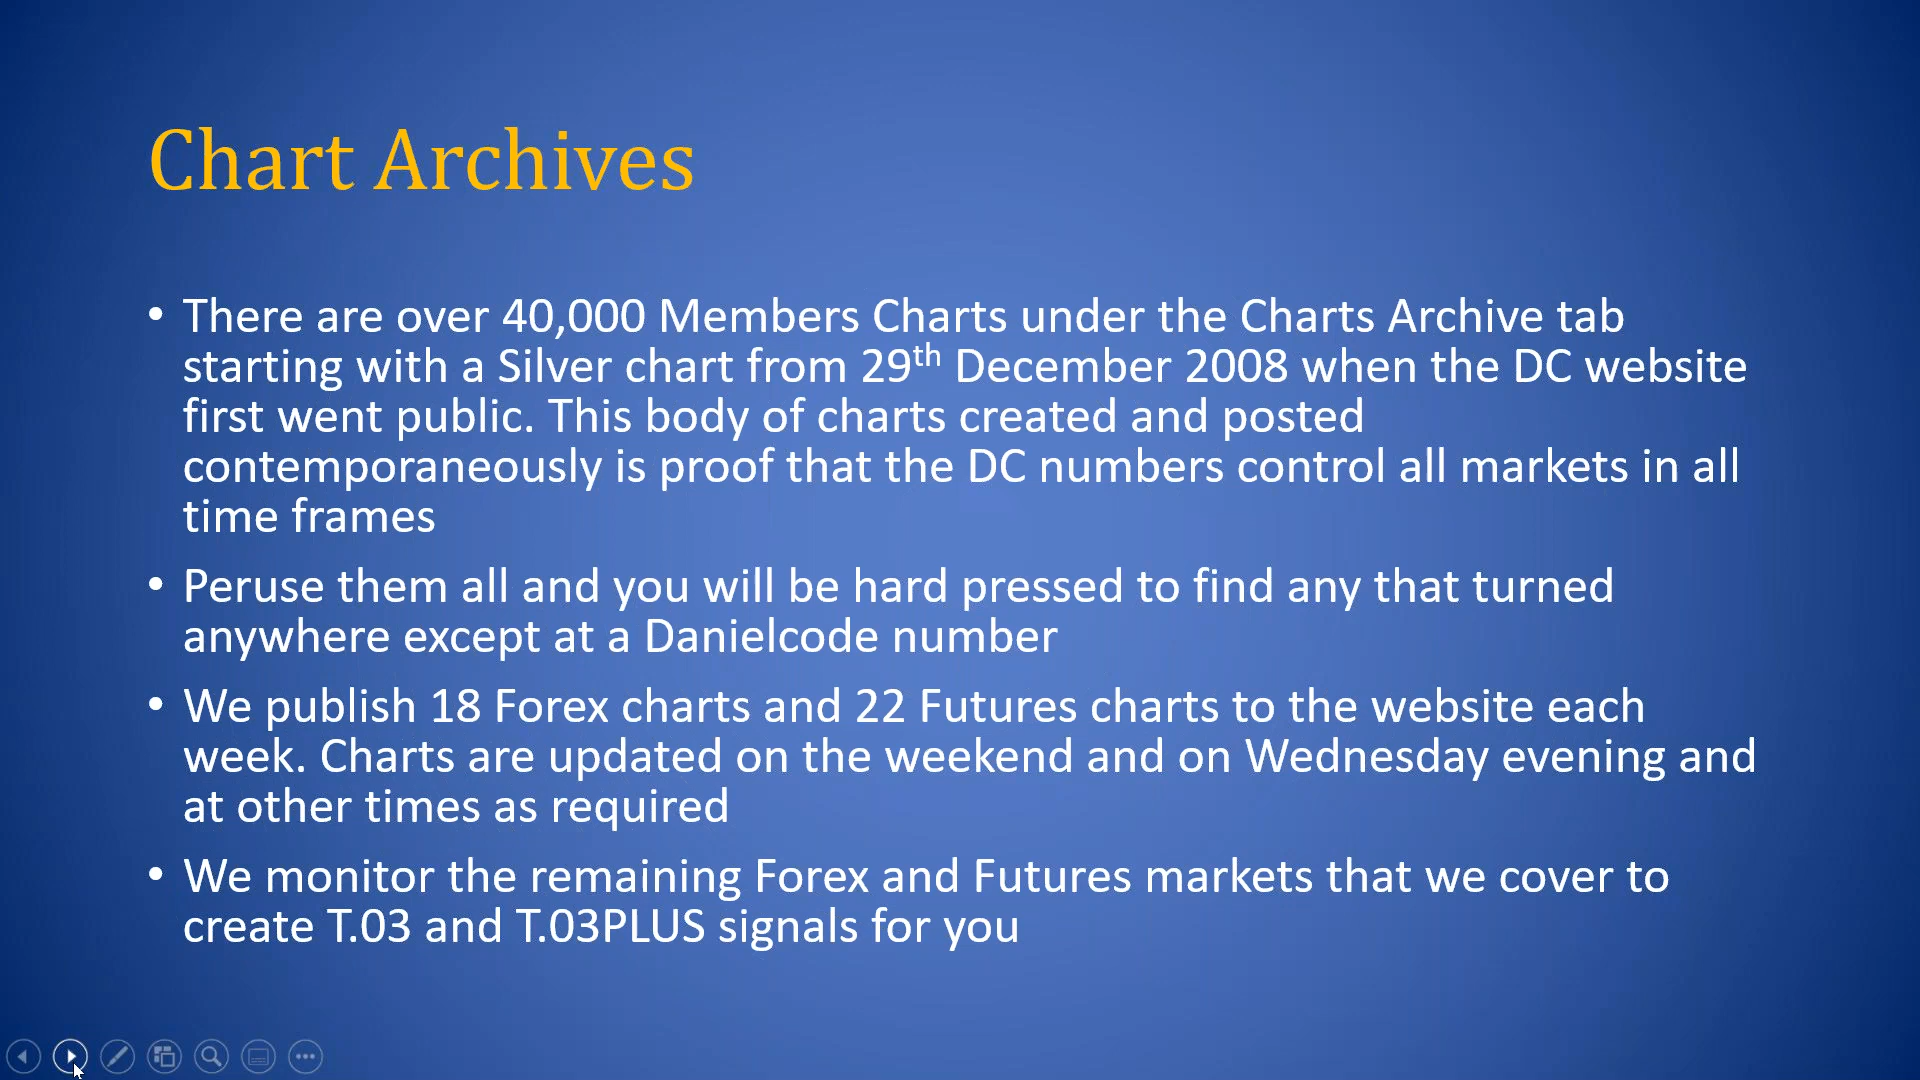 Chart Archives
• There are over 40,000 Members Charts under the Charts Archive tab
starting with a Silver chart from 29th December 2008 when the DC website
first went public. This body of charts created and posted
contemporaneously is proof that the DC numbers control all markets in all
time frames
• Peruse them all and you will be hard pressed to find any that turned
anywhere except at a Danielcode number
• We publish 18 Forex charts and 22 Futures charts to the website each
week. Charts are updated on the weekend and on Wednesday evening and
at other times as required
• We monitor the remaining Forex and Futures markets that we cover to
create T.03 and T.03PLUS signals for you